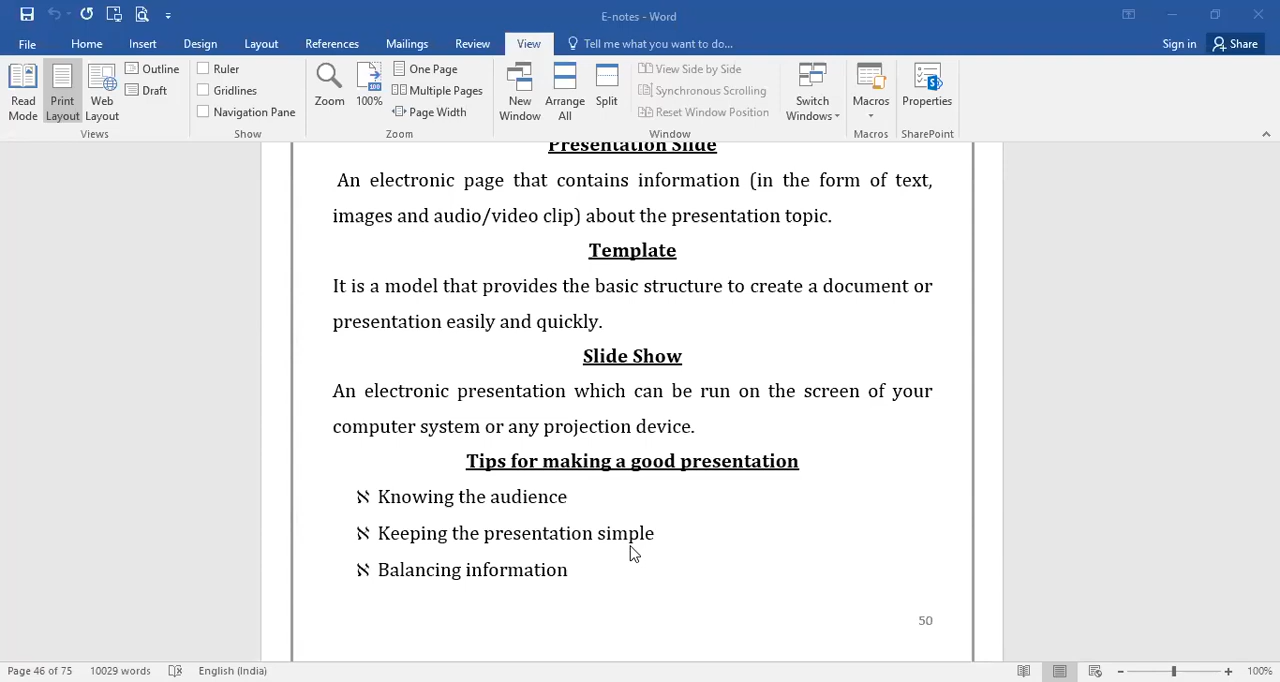 E-notes - Word
File Home Insert Design Layout References Mailings Review View Tell me what you want to do... Sign in Share
Read Mode
Print Layout
Web Layout
Outline
Draft
Views
Ruler
Gridlines
Navigation Pane
Show
Zoom
100
100%
One Page
Multiple Pages
Page Width
Zoom
New Window
Arrange All
Split
View Side by Side
Synchronous Scrolling
Reset Window Position
Window
Switch Windows
Macros
Macros
Properties
SharePoint
Presentation Slide
An electronic page that contains information (in the form of text,
images and audio/video clip) about the presentation topic.
Template
It is a model that provides the basic structure to create a document or
presentation easily and quickly.
Slide Show
An electronic presentation which can be run on the screen of your
computer system or any projection device.
Tips for making a good presentation
ℵ Knowing the audience
ℵ Keeping the presentation simple
ℵ Balancing information
50
Page 46 of 75 10029 words English (India) 100%